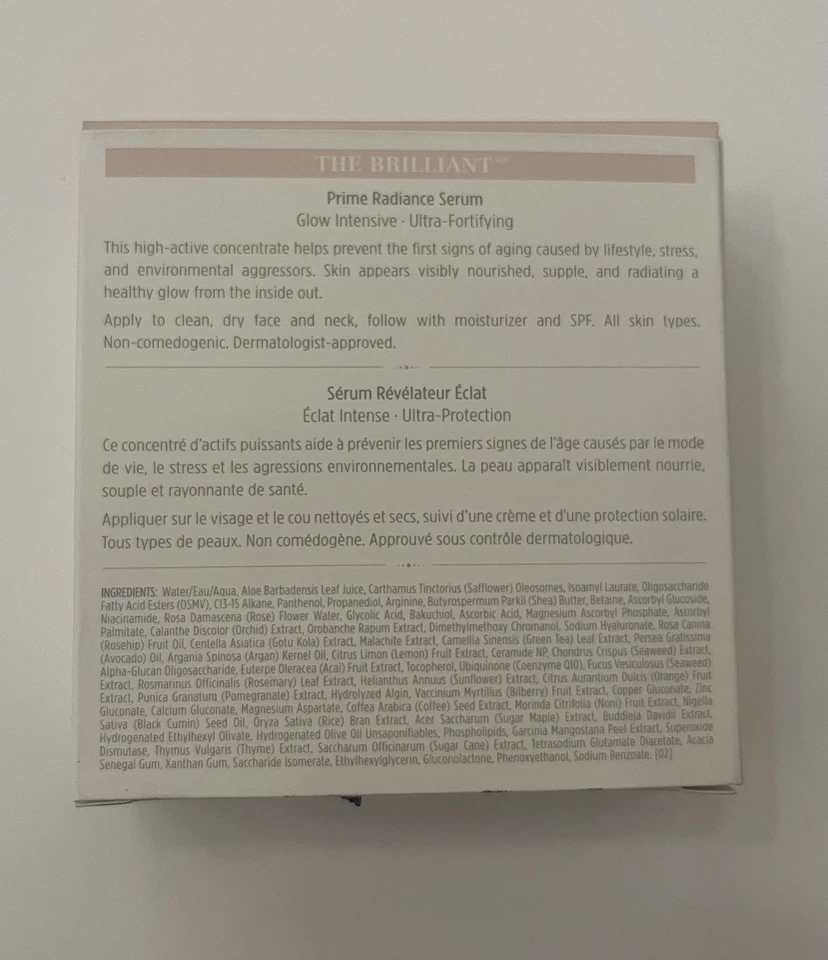 THE BRILLIANT
Prime Radiance Serum
Glow Intensive · Ultra-Fortifying
This high-active concentrate helps prevent the first signs of aging caused by lifestyle, stress,
and environmental aggressors. Skin appears visibly nourished, supple, and radiating a
healthy glow from the inside out.
Apply to clean, dry face and neck, follow with moisturizer and SPF. All skin types.
Non-comedogenic. Dermatologist-approved.
Sérum Révélateur Éclat
Éclat Intense · Ultra-Protection
Ce concentré d'actifs puissants aide à prévenir les premiers signes de l'âge causés par le mode
de vie, le stress et les agressions environnementales. La peau apparaît visiblement nourrie,
souple et rayonnante de santé.
Appliquer sur le visage et le cou nettoyés et secs, suivi d'une crème et d'une protection solaire.
Tous types de peaux. Non comédogène. Approuvé sous contrôle dermatologique.
INGREDIENTS: Water/Eau/Aqua, Aloe Barbadensis Leaf Juice, Carthamus Tinctorius (Safflower) Oleosomes, Isoamyl Laurate, Oligosaccharide
Fatty Acid Esters (OSMV), C13-15 Alkane, Panthenol, Propanediol, Arginine, Butyrospermum Parkii (Shea) Butter, Betaine, Ascorbyl Glucoside,
Niacinamide, Rosa Damascena (Rose) Flower Water, Glycolic Acid, Bakuchiol, Ascorbic Acid, Magnesium Ascorbyl Phosphate, Ascorbyl
Palmitate, Calanthe Discolor (Orchid) Extract, Orobanche Rapum Extract, Dimethylmethoxy Chromanol, Sodium Hyaluronate, Rosa Canina
(Rosehip) Fruit Oil, Centella Asiatica (Gotu Kola) Extract, Malachite Extract, Camellia Sinensis (Green Tea) Leaf Extract, Persea Gratissima
(Avocado) Oil, Argania Spinosa (Argan) Kernel Oil, Citrus Limon (Lemon) Fruit Extract, Ceramide NP, Chondrus Crispus (Seaweed) Extract,
Alpha-Glucan Oligosaccharide, Euterpe Oleracea (Acai) Fruit Extract, Tocopherol, Ubiquinone (Coenzyme Q10), Fucus Vesiculosus (Seaweed)
Extract, Rosmarinus Officinalis (Rosemary) Leaf Extract, Helianthus Annuus (Sunflower) Extract, Citrus Aurantium Dulcis (Orange) Fruit
Extract, Punica Granatum (Pomegranate) Extract, Hydrolyzed Algin, Vaccinium Myrtillus (Bilberry) Fruit Extract, Copper Gluconate, Zinc
Gluconate, Calcium Gluconate, Magnesium Aspartate, Coffea Arabica (Coffee) Seed Extract, Morinda Citrifolia (Noni) Fruit Extract, Nigella
Sativa (Black Cumin) Seed Oil, Oryza Sativa (Rice) Bran Extract, Acer Saccharum (Sugar Maple) Extract, Buddleja Davidii Extract,
Hydrogenated Ethylhexyl Olivate, Hydrogenated Olive Oil Unsaponifiables, Phospholipids, Garcinia Mangostana Peel Extract, Superoxide
Dismutase, Thymus Vulgaris (Thyme) Extract, Saccharum Officinarum (Sugar Cane) Extract, Tetrasodium Glutamate Diacetate, Acacia
Senegal Gum, Xanthan Gum, Saccharide Isomerate, Ethylhexylglycerin, Gluconolactone, Phenoxyethanol, Sodium Benzoate. (02)